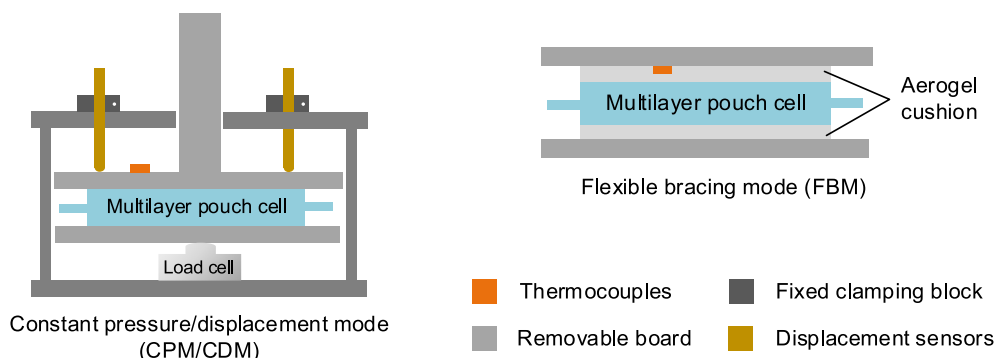 Multilayer pouch cell
Load cell
Constant pressure/displacement mode
(CPM/CDM)
Multilayer pouch cell
Aerogel
cushion
Flexible bracing mode (FBM)
Thermocouples
Fixed clamping block
Removable board
Displacement sensors